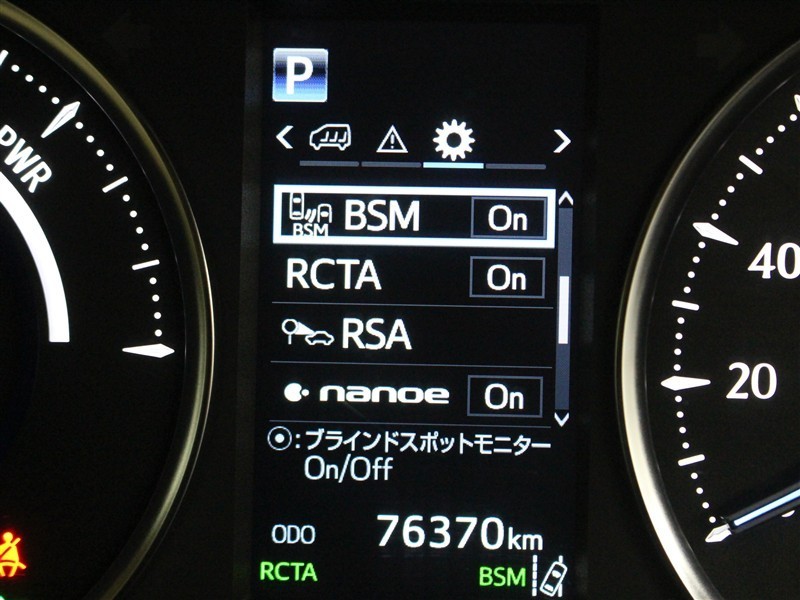 P
PWR
BSM BSM On
RCTA On
RSA
nanoe On
⦿:ブラインドスポットモニター
On/Off
ODO 76370km
RCTA BSM
40
20